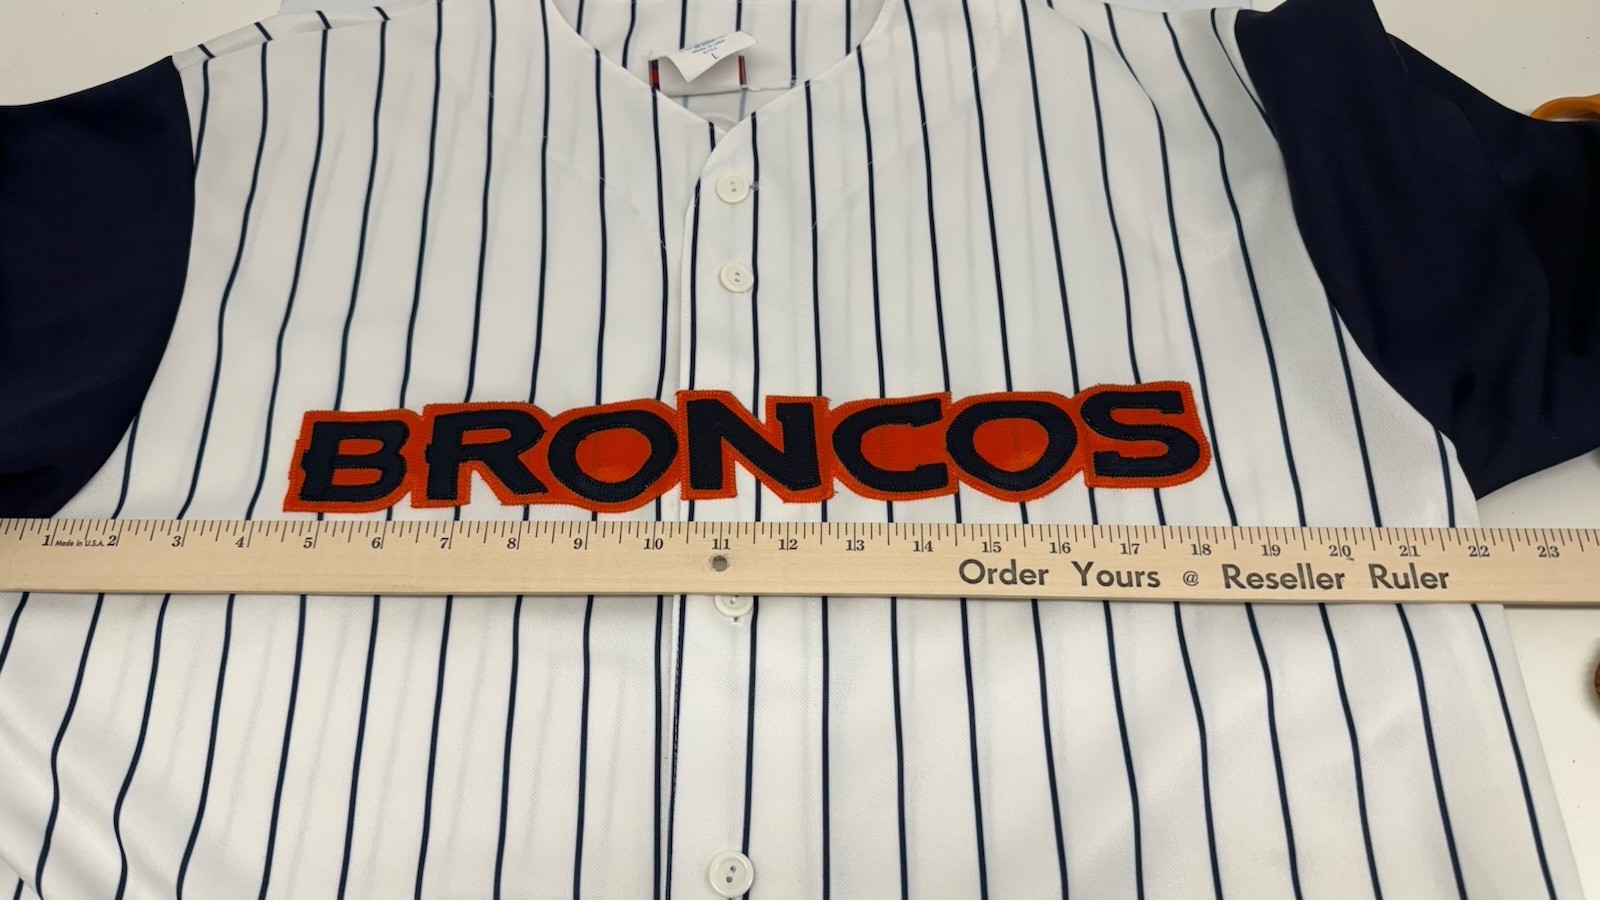 BRONCOS
1 Made in U.S.A. 2 3 4 5 6 7 8 9 10 11 12 13 14 15 16 17 18 19 20 21 22 23
Order Yours @ Reseller Ruler